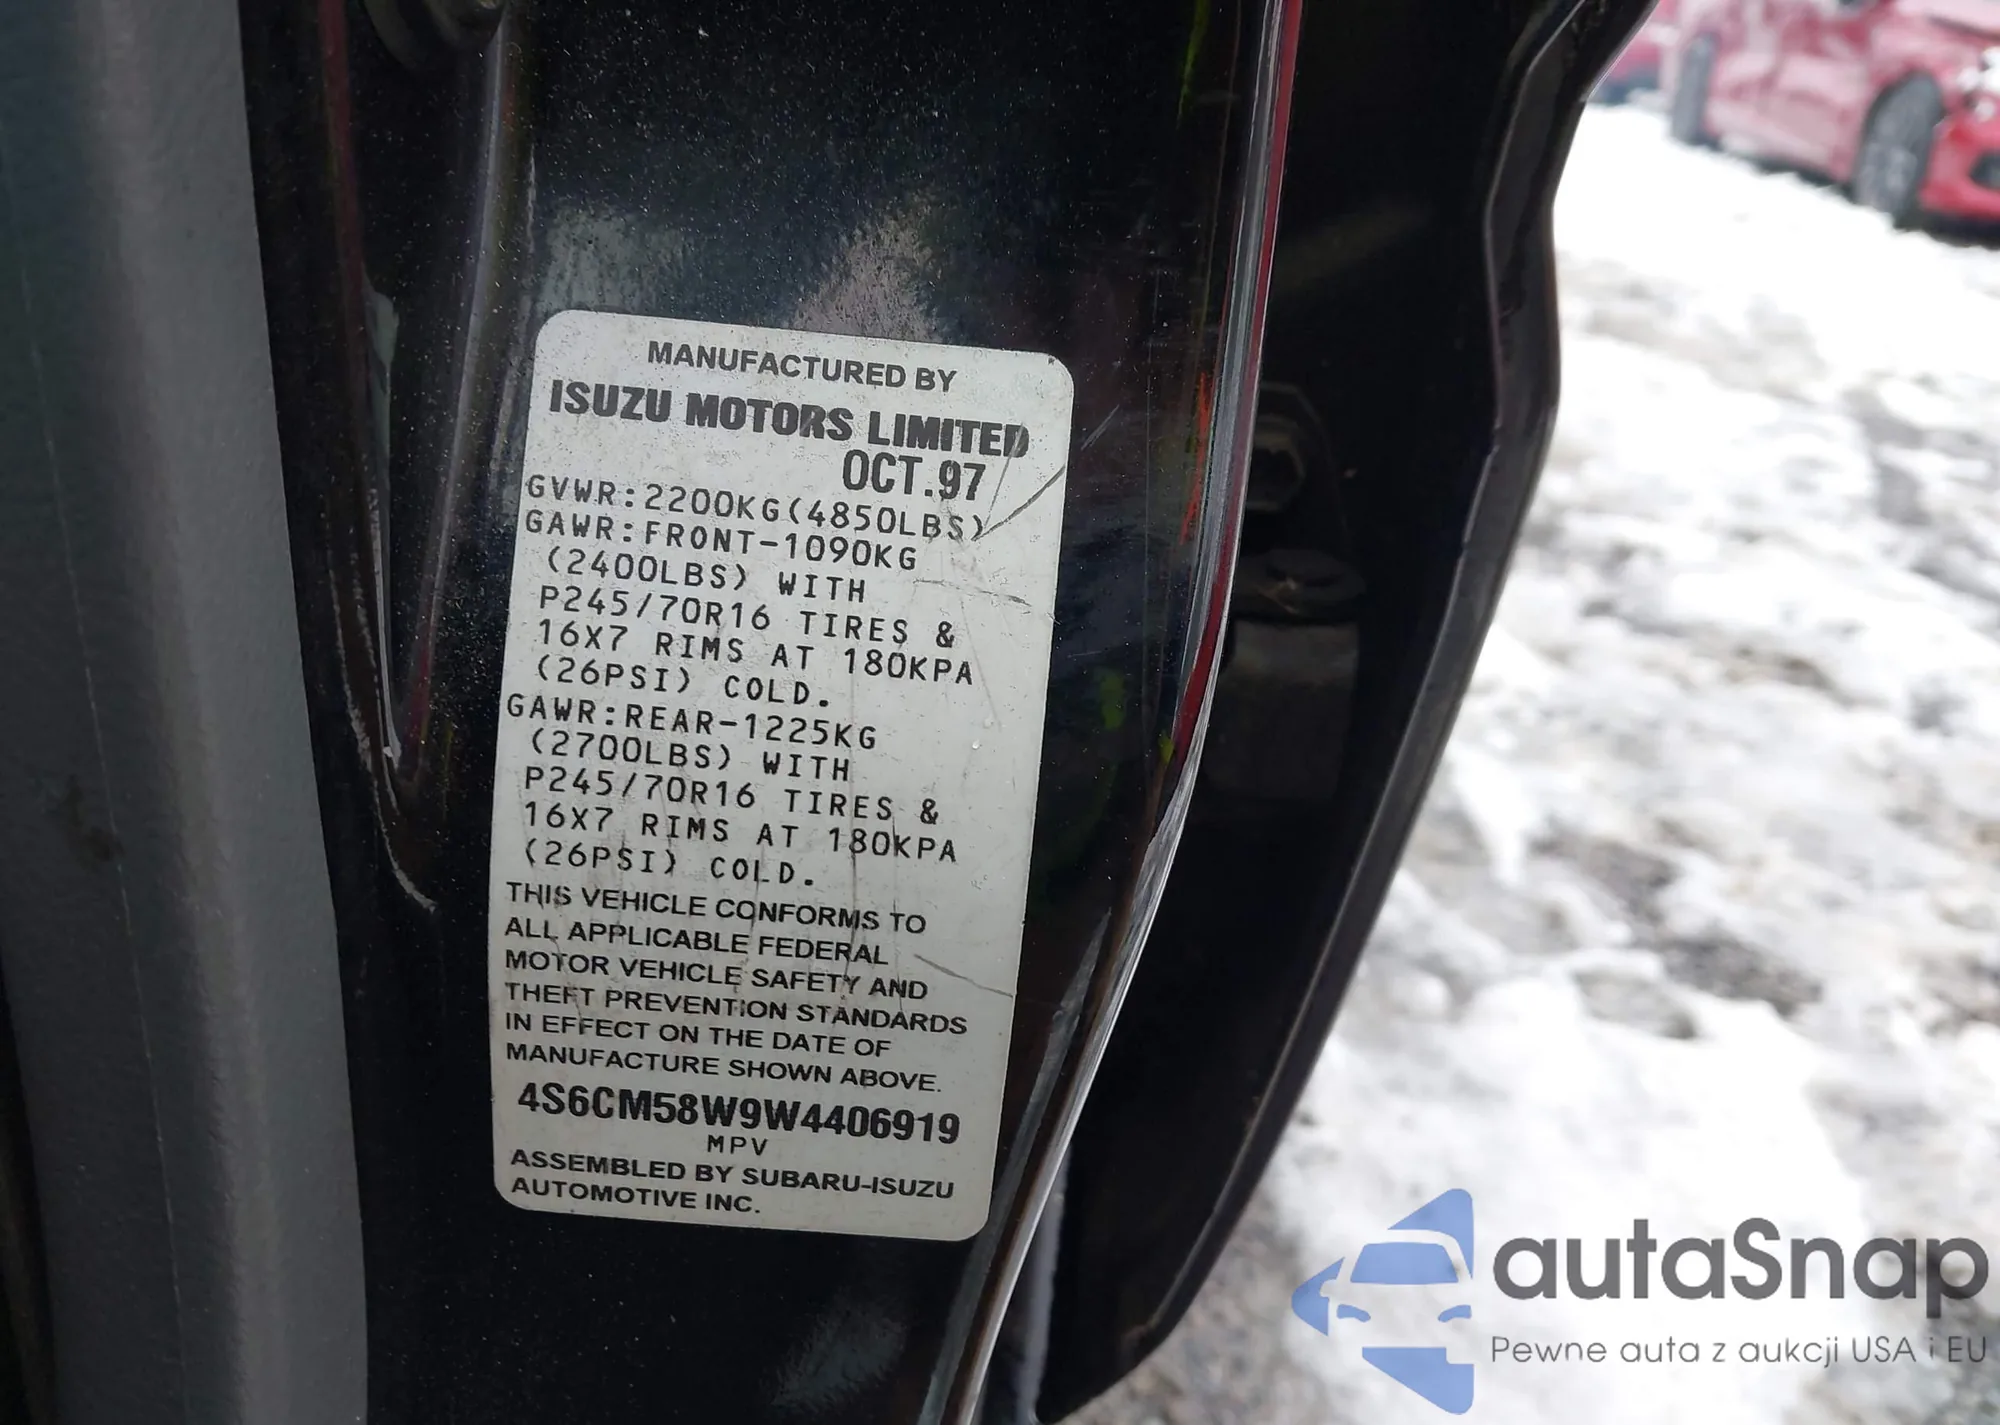 MANUFACTURED BY
ISUZU MOTORS LIMITED
OCT.97
GVWR:2200KG(4850LBS)
GAWR:FRONT-1090KG
(2400LBS) WITH
P245/70R16 TIRES &
16X7 RIMS AT 180KPA
(26PSI) COLD.
GAWR:REAR-1225KG
(2700LBS) WITH
P245/70R16 TIRES &
16X7 RIMS AT 180KPA
(26PSI) COLD.
THIS VEHICLE CONFORMS TO
ALL APPLICABLE FEDERAL
MOTOR VEHICLE SAFETY AND
THEFT PREVENTION STANDARDS
IN EFFECT ON THE DATE OF
MANUFACTURE SHOWN ABOVE.
4S6CM58W9W4406919
MPV
ASSEMBLED BY SUBARU-ISUZU
AUTOMOTIVE INC.
autaSnap
Pewne auta z aukcji USA i EU